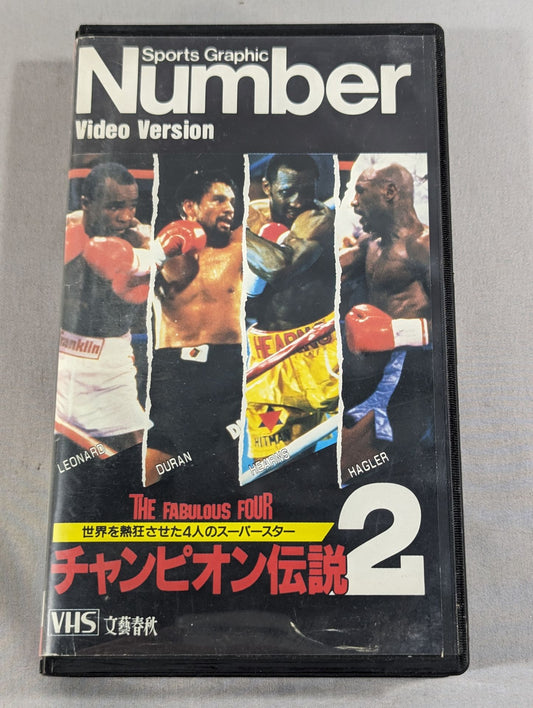 Sports Graphic
Number
Video Version
Franklin
HEARNS
HITMAN
LEONARD
DURAN
HEARNS
HAGLER
THE FABULOUS FOUR
世界を熱狂させた4人のスーパースター
チャンピオン伝説2
VHS 文藝春秋